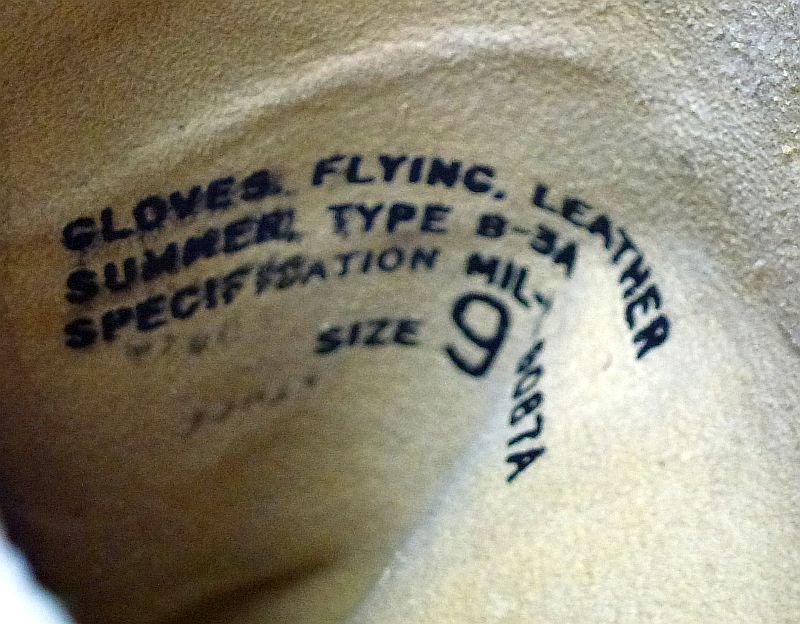 GLOVES, FLYING, LEATHER
SUMMER, TYPE B-3A
SPECIFICATION MIL-
SIZE 9